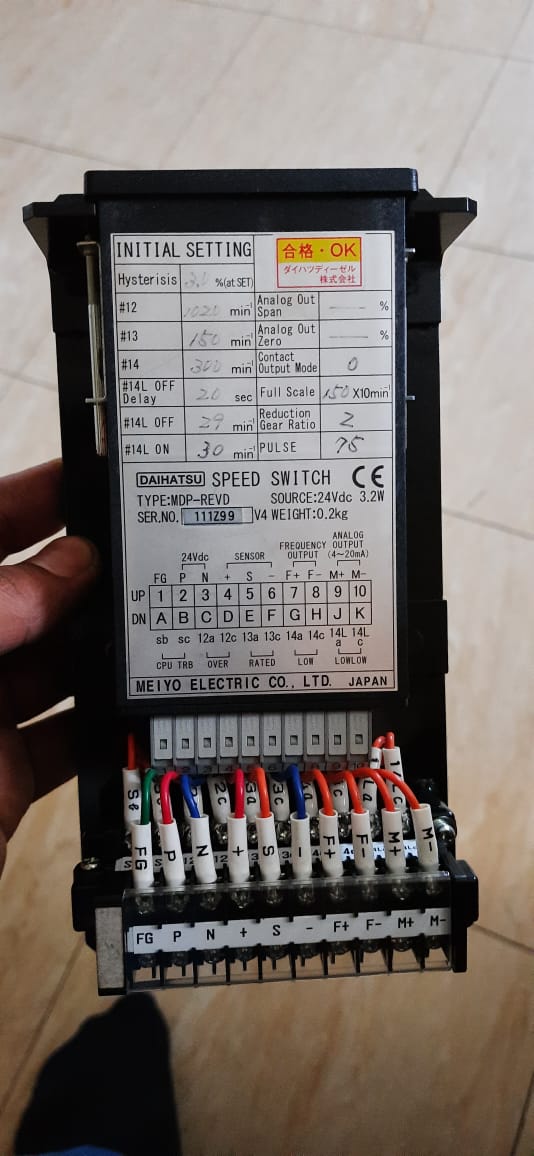 INITIAL SETTING
合格・OK
ダイハツディーゼル
株式会社
Hysterisis %(at SET)
#12 1020 min⁻¹ Analog Out Span — %
#13 150 min⁻¹ Analog Out Zero — %
#14 300 min⁻¹ Contact Output Mode 0
#14L OFF Delay 20 sec Full Scale 150 X10min⁻¹
#14L OFF 29 min⁻¹ Reduction Gear Ratio 2
#14L ON 30 min⁻¹ PULSE 75
DAIHATSU SPEED SWITCH CE
TYPE:MDP-REVD SOURCE:24Vdc 3.2W
SER.NO. 111Z99 V4 WEIGHT:0.2kg
24Vdc SENSOR FREQUENCY OUTPUT ANALOG OUTPUT (4~20mA)
FG P N + S - F+ F- M+ M-
UP 1 2 3 4 5 6 7 8 9 10
DN A B C D E F G H J K
sb sc 12a 12c 13a 13c 14a 14c 14L a 14L c
CPU TRB OVER RATED LOW LOWLOW
MEIYO ELECTRIC CO., LTD. JAPAN
FG P N + S - F+ F- M+ M-
FG P N + S - F+ F- M+ M-